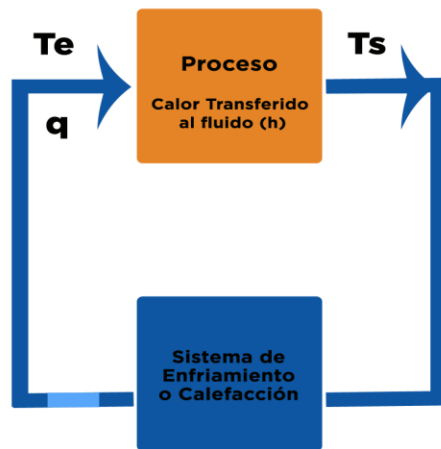 Te
Ts
q
Proceso
Calor Transferido
al fluido (h)
Sistema de
Enfriamiento
o Calefacción